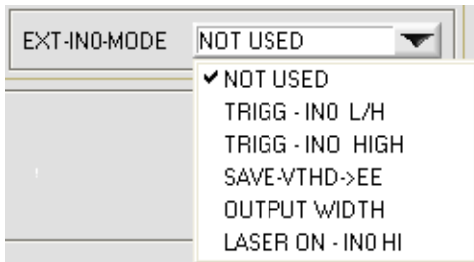 EXT-IN0-MODE NOT USED
NOT USED
TRIGG - IN0 L/H
TRIGG - IN0 HIGH
SAVE-VTHD->EE
OUTPUT WIDTH
LASER ON - IN0 HI